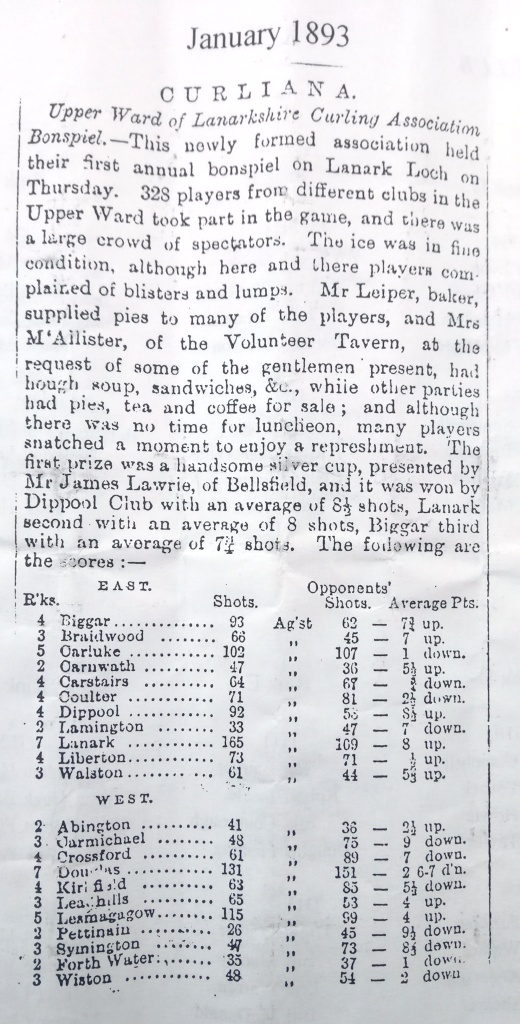 January 1893
CURLIANA.
Upper Ward of Lanarkshire Curling Association
Bonspiel.—This newly formed association held
their first annual bonspiel on Lanark Loch on
Thursday. 328 players from different clubs in the
Upper Ward took part in the game, and there was
a large crowd of spectators. The ice was in fine
condition, although here and there players com-
plained of blisters and lumps. Mr Leiper, baker,
supplied pies to many of the players, and Mrs
M'Allister, of the Volunteer Tavern, at the
request of some of the gentlemen present, had
hough soup, sandwiches, &c., while other parties
had pies, tea and coffee for sale; and although
there was no time for luncheon, many players
snatched a moment to enjoy a represhment. The
first prize was a handsome silver cup, presented by
Mr James Lawrie, of Bellsfield, and it was won by
Dippool Club with an average of 8½ shots, Lanark
second with an average of 8 shots, Biggar third
with an average of 7¾ shots. The following are
the scores:—
EAST. Opponents'
R'ks. Shots. Shots. Average Pts.
4 Biggar.............. 93 Ag'st 62 — 7¾ up.
3 Braidwood ........ 66 ,, 45 — 7 up.
5 Carluke ............ 102 ,, 107 — 1 down.
2 Carnwath .......... 47 ,, 36 — 5½ up.
4 Carstairs .......... 64 ,, 67 — ¾ down.
4 Coulter ............ 71 ,, 81 — 2½ down.
4 Dippool ............ 92 ,, — 8½ up.
2 Lamington ........ 33 ,, 47 — 7 down.
7 Lanark ............ 165 ,, 109 — 8 up.
4 Liberton ........... 73 ,, 71 — ½ up.
3 Walston............ 61 ,, 44 — up.
WEST.
2 Abington .......... 41 ,, 36 — 2½ up.
3 Carmichael ........ 48 ,, 75 — 9 down.
4 Crossford .......... 61 ,, 89 — 7 down.
7 Douglas ............ 131 ,, 151 — 2 6-7 d'n.
4 Kirkfield .......... 63 ,, 85 — 5½ down.
3 Leadhills .......... 65 ,, 53 — 4 up.
5 Lesmagagow....... 115 ,, — 4 up.
2 Pettinain .......... 26 ,, 45 — 9½ down.
3 Symington ........ 47 ,, 73 — down.
2 Forth Water....... 35 ,, 37 — 1 down.
3 Wiston ............ 48 ,, 54 — 2 down